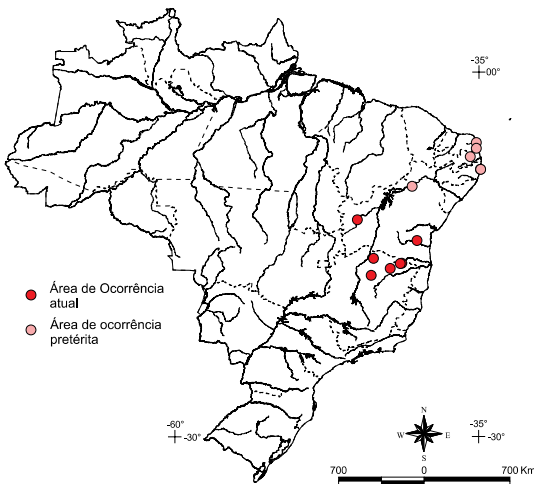 -35°
00°
Área de Ocorrência
atual
Área de ocorrência
pretérita
-60°
-30°
N
W
E
S
-35°
-30°
700
0
700 Km